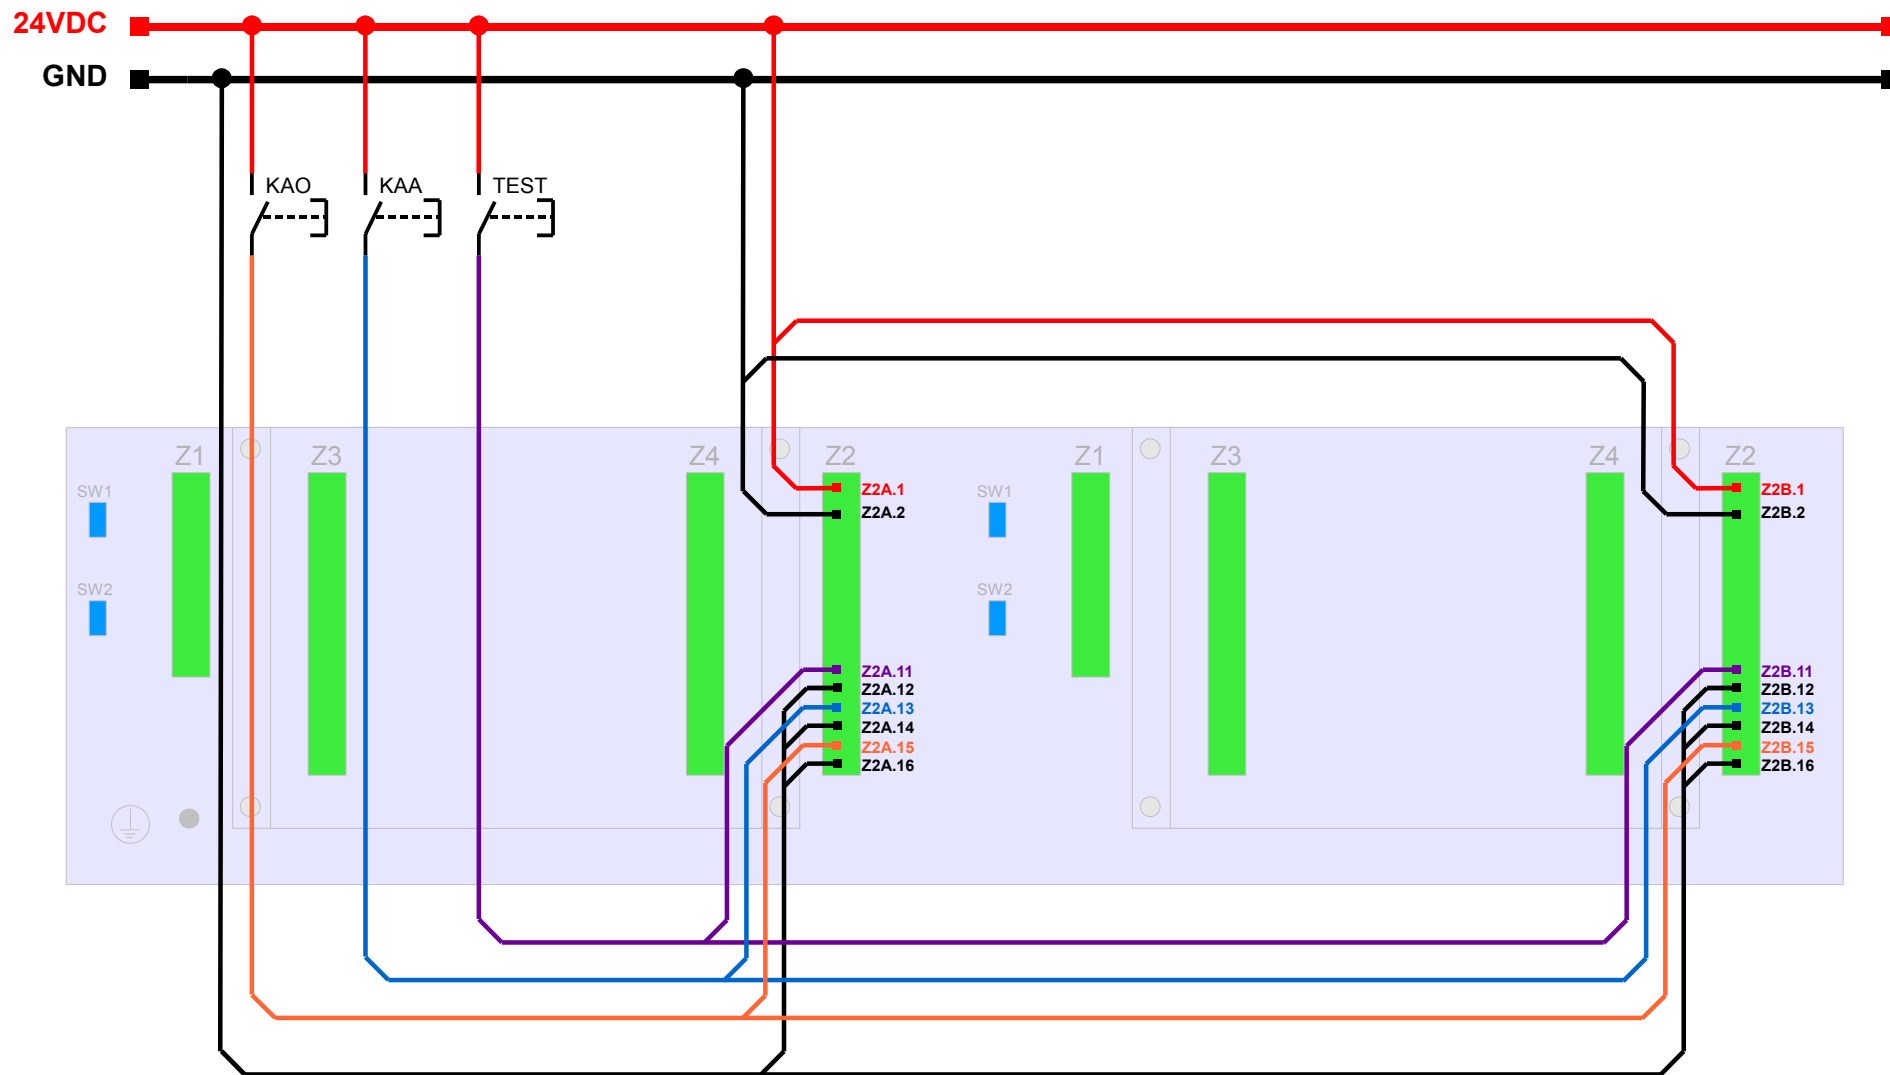 24VDC
GND
KAO KAA TEST
Z1 Z3 Z4 Z2 Z1 Z3 Z4 Z2
SW1 Z2A.1 SW1 Z2B.1
Z2A.2 Z2B.2
SW2 SW2
Z2A.11 Z2B.11
Z2A.12 Z2B.12
Z2A.13 Z2B.13
Z2A.14 Z2B.14
Z2A.15 Z2B.15
Z2A.16 Z2B.16